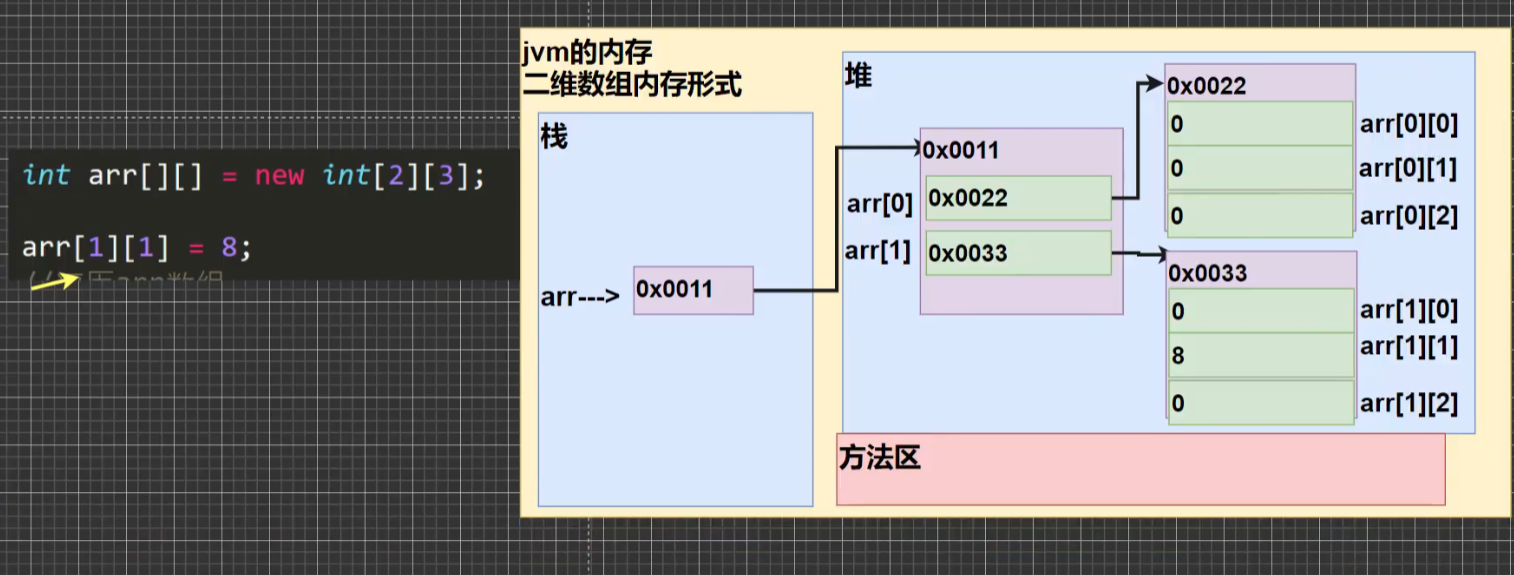 int arr[][] = new int[2][3];
arr[1][1] = 8;
jvm的内存
二维数组内存形式
栈
arr--->
0x0011
堆
0x0011
arr[0]
0x0022
arr[1]
0x0033
0x0022
0
arr[0][0]
0
arr[0][1]
0
arr[0][2]
0x0033
0
arr[1][0]
8
arr[1][1]
0
arr[1][2]
方法区